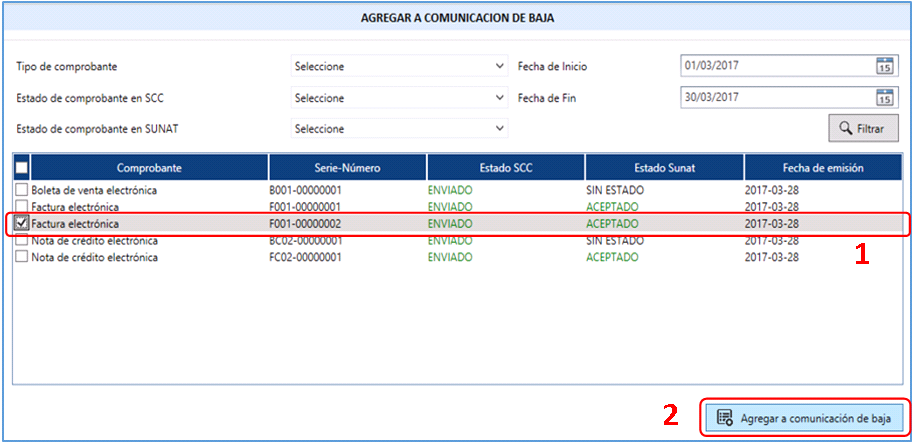 AGREGAR A COMUNICACION DE BAJA
Tipo de comprobante Seleccione Fecha de Inicio 01/03/2017 15
Estado de comprobante en SCC Seleccione Fecha de Fin 30/03/2017 15
Estado de comprobante en SUNAT Seleccione Filtrar
Comprobante Serie-Número Estado SCC Estado Sunat Fecha de emisión
Boleta de venta electrónica B001-00000001 ENVIADO SIN ESTADO 2017-03-28
Factura electrónica F001-00000001 ENVIADO ACEPTADO 2017-03-28
Factura electrónica F001-00000002 ENVIADO ACEPTADO 2017-03-28
Nota de crédito electrónica BC02-00000001 ENVIADO SIN ESTADO 2017-03-28
1
Nota de crédito electrónica FC02-00000001 ENVIADO ACEPTADO 2017-03-28
2 Agregar a comunicación de baja